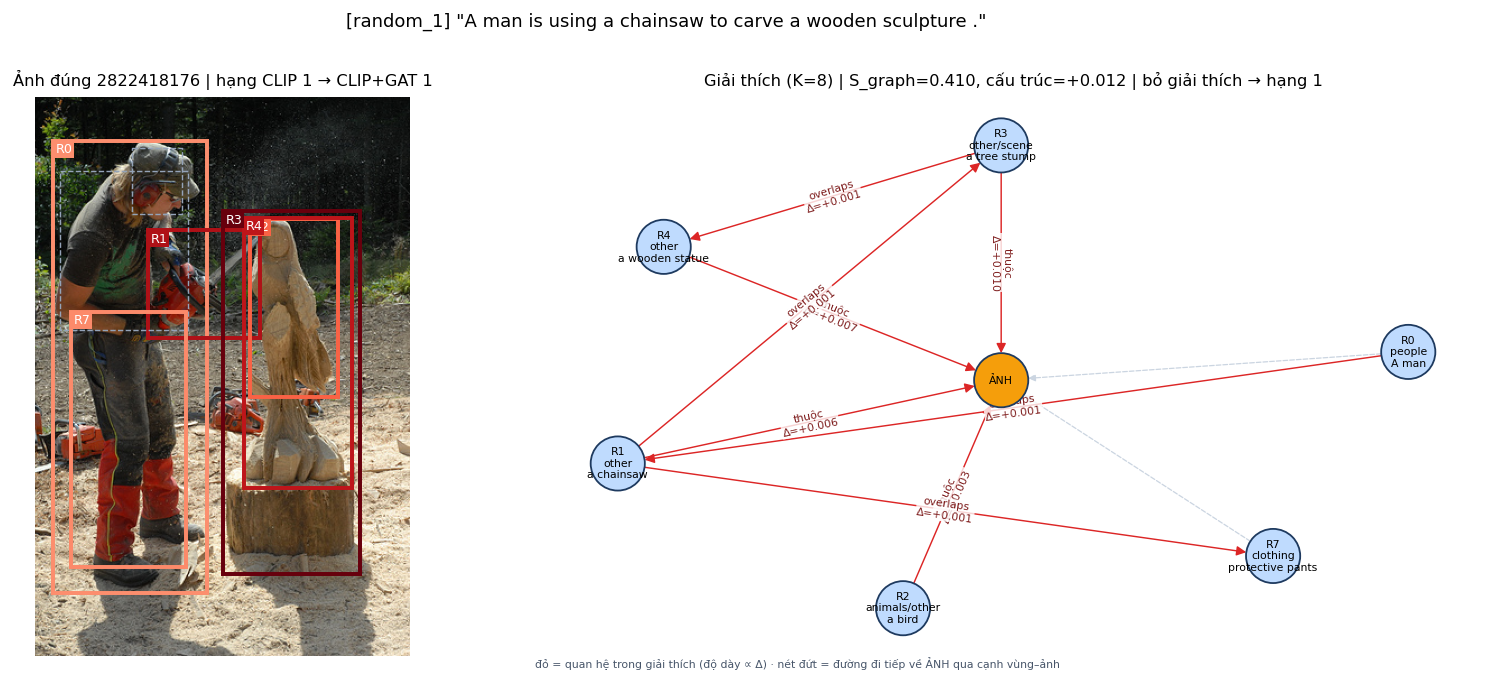 [random_1] "A man is using a chainsaw to carve a wooden sculpture ."
Ảnh đúng 2822418176 | hạng CLIP 1 → CLIP+GAT 1
Giải thích (K=8) | S_graph=0.410, cấu trúc=+0.012 | bỏ giải thích → hạng 1
R0
R3
R4
R1
R7
R3
other/scene
a tree stump
overlaps
Δ=+0.001
R4
other
a wooden statue
thuộc
Δ=+0.010
overlaps
Δ=+0.001
+0.007
R0
people
A man
ẢNH
Δ=+0.001
thuộc
Δ=+0.006
R1
other
a chainsaw
overlaps
Δ=+0.001
R7
clothing
protective pants
R2
animals/other
a bird
đỏ = quan hệ trong giải thích (độ dày ∝ Δ) · nét đứt = đường đi tiếp về ẢNH qua cạnh vùng–ảnh